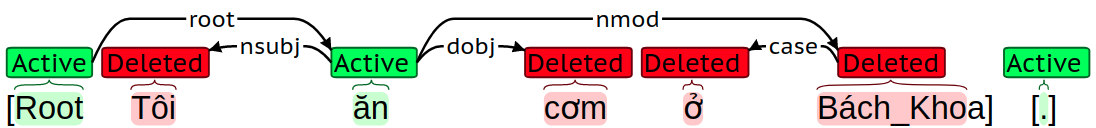 root nmod
nsubj dobj case
Active Deleted Active Deleted Deleted Deleted Active
[Root Tôi ăn cơm ở Bách_Khoa] [.]